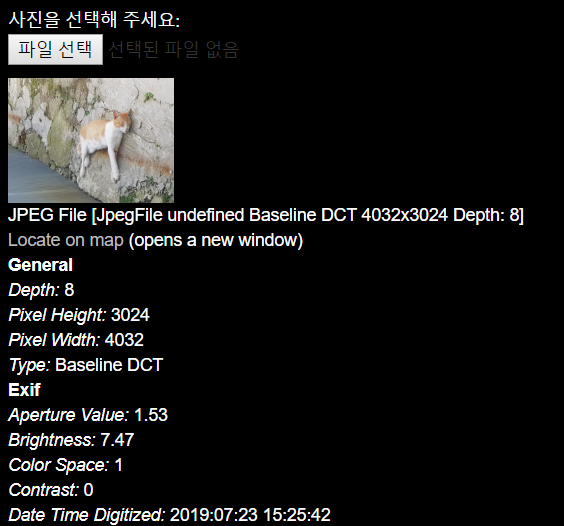 사진을 선택해 주세요:
파일 선택 선택된 파일 없음
JPEG File [JpegFile undefined Baseline DCT 4032x3024 Depth: 8]
Locate on map (opens a new window)
General
Depth: 8
Pixel Height: 3024
Pixel Width: 4032
Type: Baseline DCT
Exif
Aperture Value: 1.53
Brightness: 7.47
Color Space: 1
Contrast: 0
Date Time Digitized: 2019:07:23 15:25:42